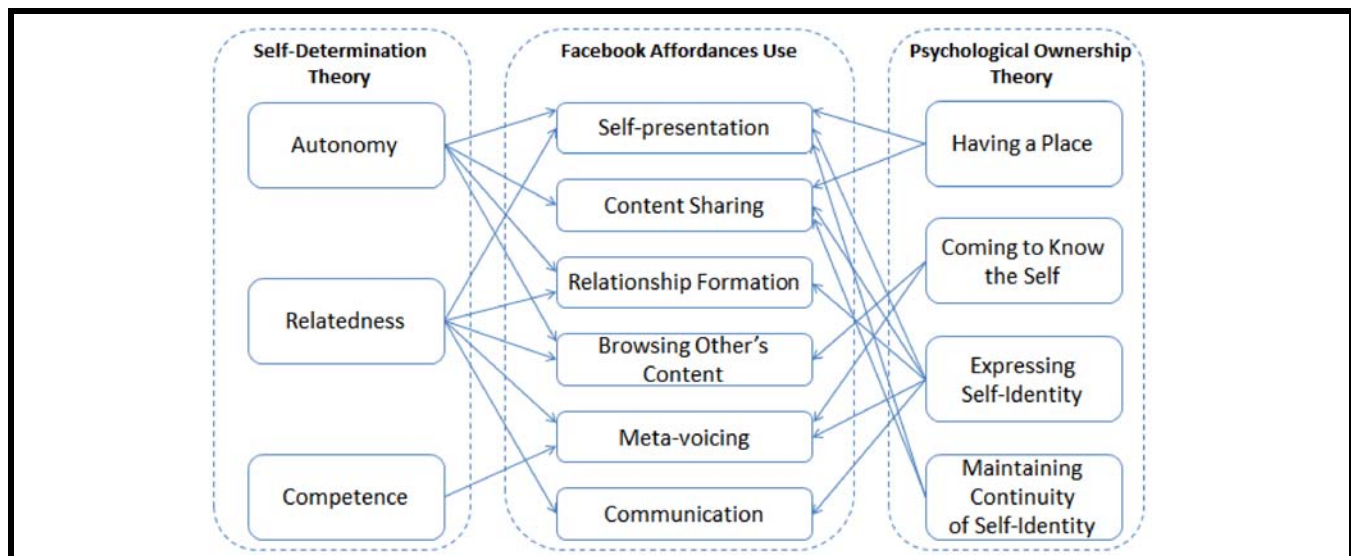 Self-Determination
Theory
Autonomy
Relatedness
Competence
Facebook Affordances Use
Self-presentation
Content Sharing
Relationship Formation
Browsing Other's
Content
Meta-voicing
Communication
Psychological Ownership
Theory
Having a Place
Coming to Know
the Self
Expressing
Self-Identity
Maintaining
Continuity
of Self-Identity